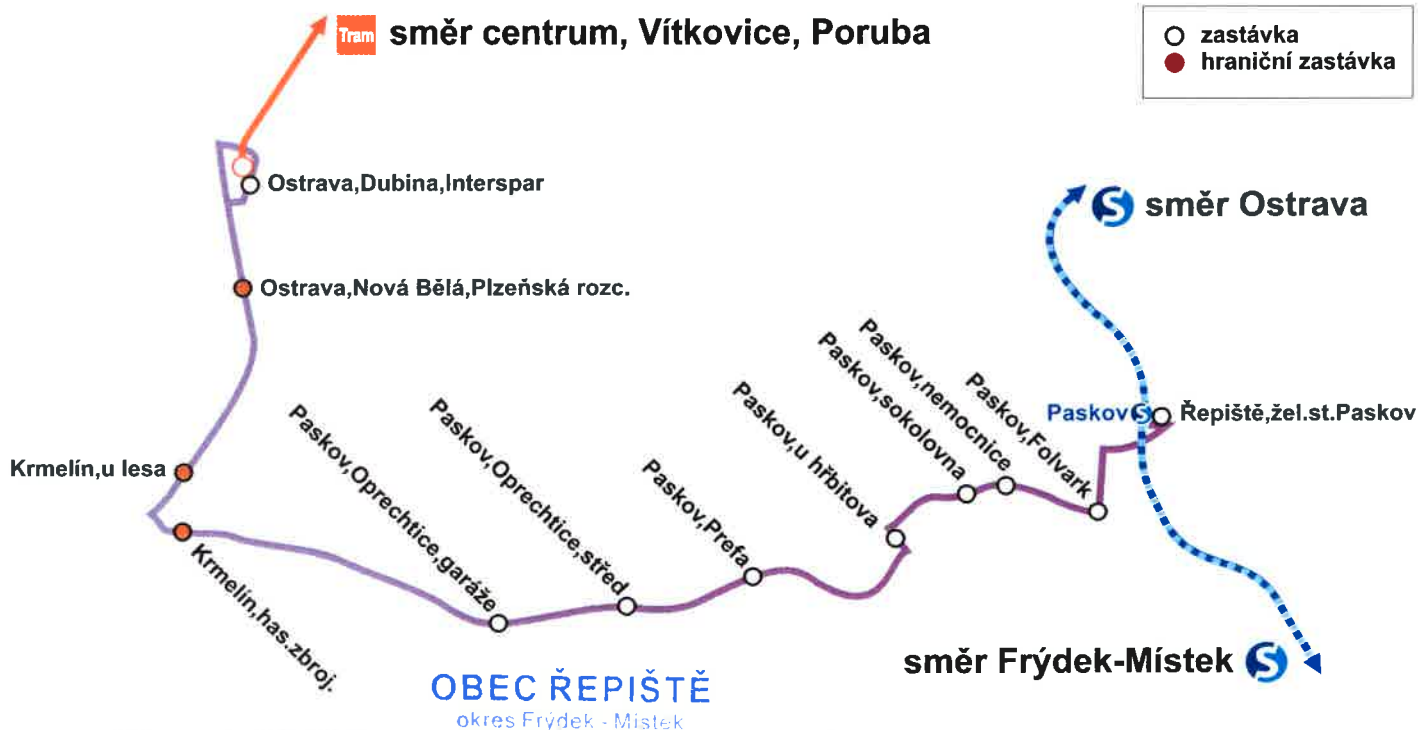 Tram směr centrum, Vítkovice, Poruba
zastávka
hraniční zastávka
Ostrava,Dubina,Interspar
S směr Ostrava
Ostrava,Nová Bělá,Plzeňská rozc.
Paskov,nemocnice
Paskov,sokolovna
Paskov,Folvark
Paskov,u hřbitova
Paskov S Řepiště,žel.st.Paskov
Paskov,Oprechtice,garáže
Paskov,Oprechtice,střed
Paskov,Prefa
Krmelín,u lesa
Krmelín,has.zbroj.
směr Frýdek-Místek S
OBEC ŘEPIŠTĚ
okres Frýdek - Místek